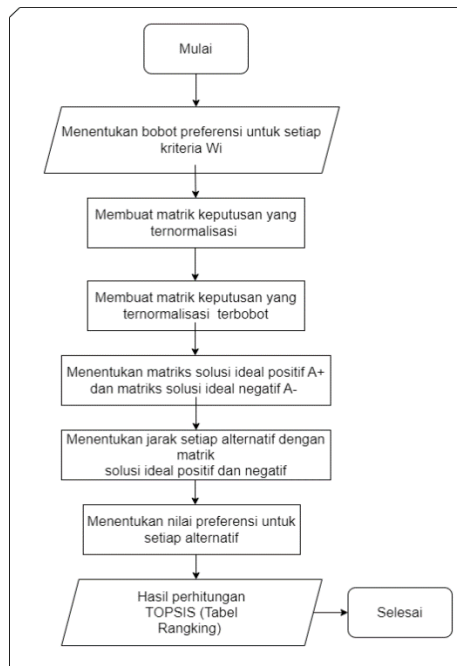 Mulai
Menentukan bobot preferensi untuk setiap
kriteria Wi
Membuat matrik keputusan yang
ternormalisasi
Membuat matrik keputusan yang
ternormalisasi terbobot
Menentukan matriks solusi ideal positif A+
dan matriks solusi ideal negatif A-
Menentukan jarak setiap alternatif dengan
matrik
solusi ideal positif dan negatif
Menentukan nilai preferensi untuk
setiap alternatif
Hasil perhitungan
TOPSIS (Tabel
Rangking)
Selesai